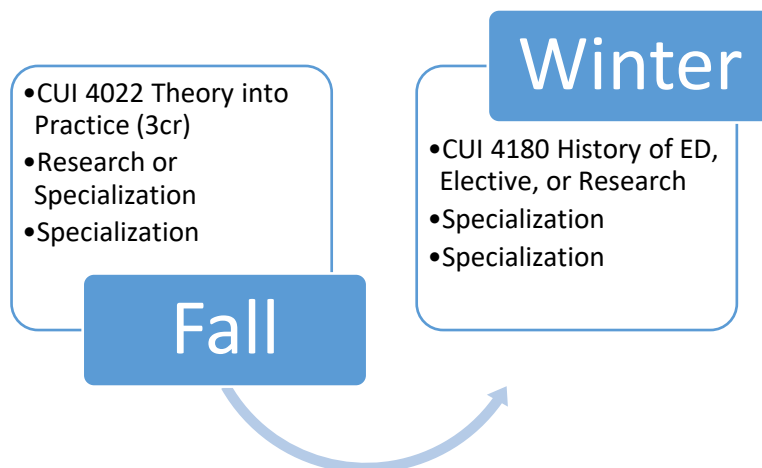 •CUI 4022 Theory into
Practice (3cr)
•Research or
Specialization
•Specialization
Fall
Winter
•CUI 4180 History of ED,
Elective, or Research
•Specialization
•Specialization